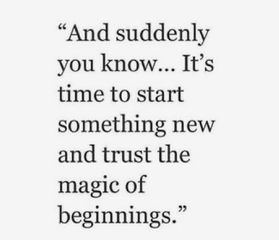 “And suddenly
you know... It’s
time to start
something new
and trust the
magic of
beginnings.”